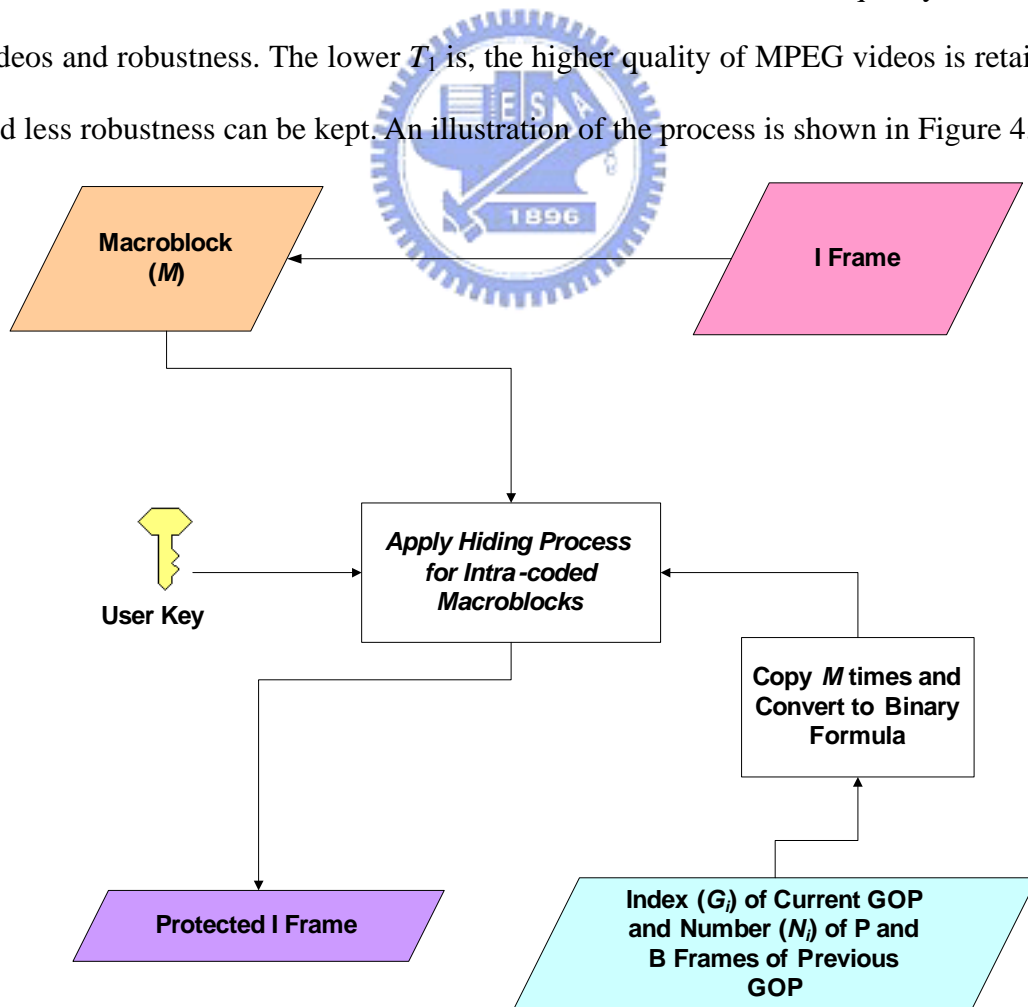 deos and robustness. The lower T1 is, the higher quality of MPEG videos is retai
d less robustness can be kept. An illustration of the process is shown in Figure 4.
ESA
1896
Macroblock
(M)
I Frame
User Key
Apply Hiding Process
for Intra-coded
Macroblocks
Copy M times and
Convert to Binary
Formula
Protected I Frame
Index (Gi) of Current GOP
and Number (Ni) of P and
B Frames of Previous
GOP